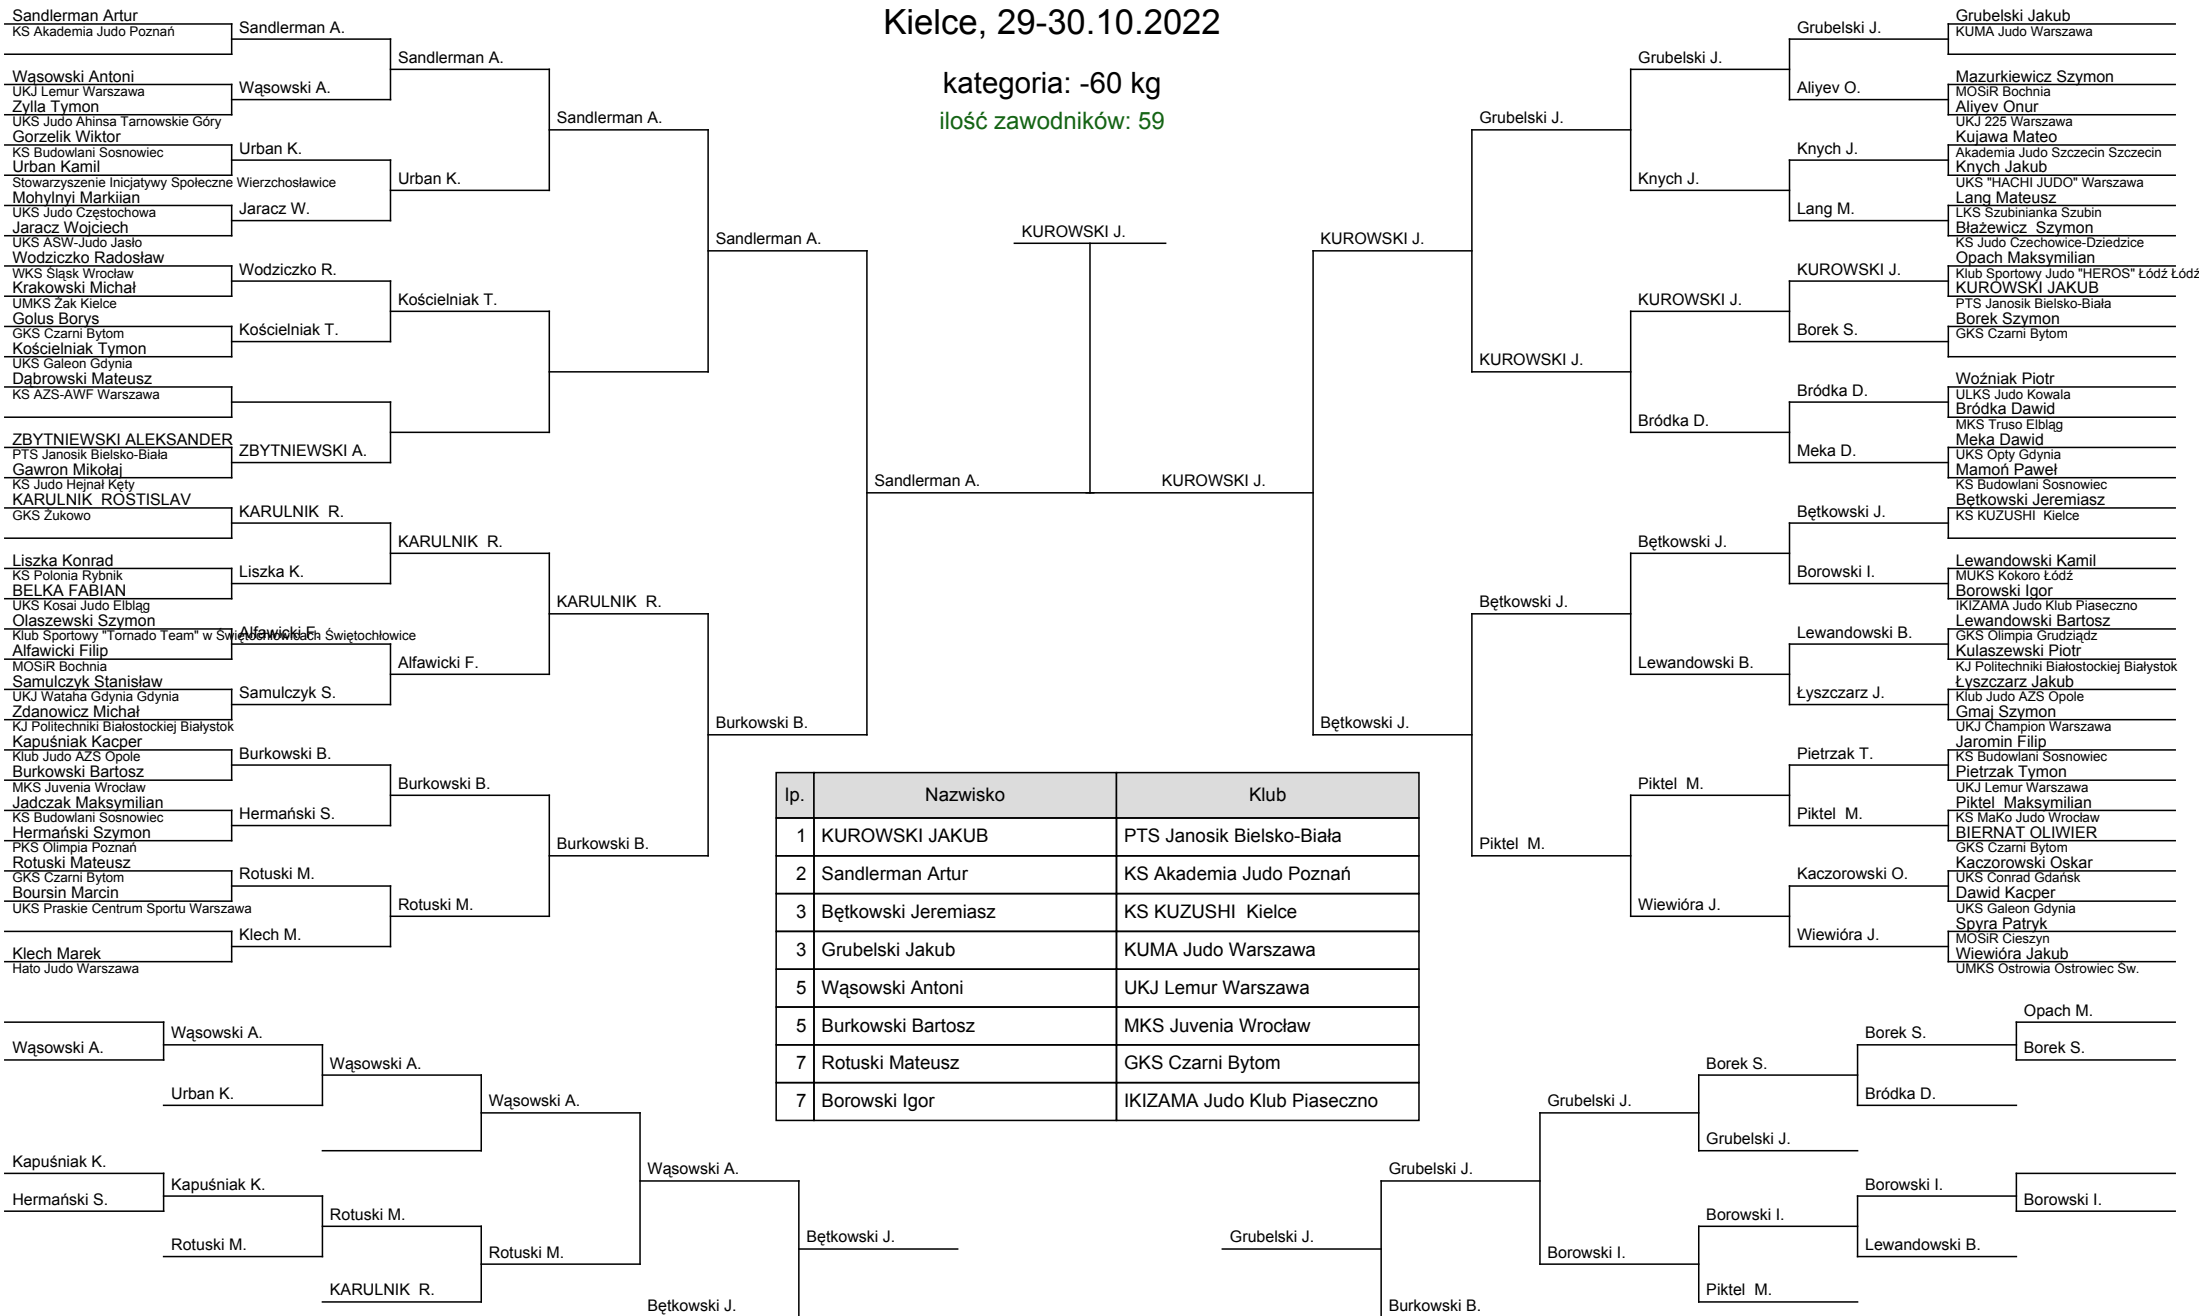 Kielce, 29-30.10.2022
kategoria: -60 kg
ilość zawodników: 59
Sandlerman Artur
KS Akademia Judo Poznań
Wąsowski Antoni
UKJ Lemur Warszawa
Zylla Tymon
UKS Judo Ahinsa Tarnowskie Góry
Gorzelik Wiktor
KS Budowlani Sosnowiec
Urban Kamil
Stowarzyszenie Inicjatywy Społeczne Wierzchosławice
Mohylnyi Markiian
UKS Judo Częstochowa
Jaracz Wojciech
UKS ASW-Judo Jasło
Wodziczko Radosław
WKS Śląsk Wrocław
Krakowski Michał
UMKS Żak Kielce
Golus Borys
GKS Czarni Bytom
Kościelniak Tymon
UKS Galeon Gdynia
Dąbrowski Mateusz
KS AZS-AWF Warszawa
ZBYTNIEWSKI ALEKSANDER
PTS Janosik Bielsko-Biała
Gawron Mikołaj
KS Judo Hejnał Kęty
KARULNIK ROSTISLAV
GKS Żukowo
Liszka Konrad
KS Polonia Rybnik
BELKA FABIAN
UKS Kosai Judo Elbląg
Olaszewski Szymon
Klub Sportowy "Tornado Team" w Świętochłowicach Świętochłowice
Alfawicki Filip
MOSiR Bochnia
Samulczyk Stanisław
UKJ Wataha Gdynia Gdynia
Zdanowicz Michał
KJ Politechniki Białostockiej Białystok
Kapuśniak Kacper
Klub Judo AZS Opole
Burkowski Bartosz
MKS Juvenia Wrocław
Jadczak Maksymilian
KS Budowlani Sosnowiec
Hermański Szymon
PKS Olimpia Poznań
Rotuski Mateusz
GKS Czarni Bytom
Boursin Marcin
UKS Praskie Centrum Sportu Warszawa
Klech Marek
Hato Judo Warszawa
Sandlerman A.
Wąsowski A.
Urban K.
Jaracz W.
Wodziczko R.
Kościelniak T.
ZBYTNIEWSKI A.
KARULNIK R.
Liszka K.
Alfawicki F.
Samulczyk S.
Burkowski B.
Hermański S.
Rotuski M.
Klech M.
Sandlerman A.
Urban K.
Kościelniak T.
KARULNIK R.
Alfawicki F.
Burkowski B.
Rotuski M.
Sandlerman A.
KARULNIK R.
Burkowski B.
Sandlerman A.
Burkowski B.
Sandlerman A.
KUROWSKI J.
KUROWSKI J.
KUROWSKI J.
Bętkowski J.
Grubelski J.
KUROWSKI J.
Bętkowski J.
Piktel M.
Grubelski J.
Knych J.
KUROWSKI J.
Bródka D.
Bętkowski J.
Lewandowski B.
Piktel M.
Wiewióra J.
Grubelski J.
Aliyev O.
Knych J.
Lang M.
KUROWSKI J.
Borek S.
Bródka D.
Meka D.
Bętkowski J.
Borowski I.
Lewandowski B.
Łyszczarz J.
Pietrzak T.
Piktel M.
Kaczorowski O.
Wiewióra J.
Grubelski Jakub
KUMA Judo Warszawa
Mazurkiewicz Szymon
MOSiR Bochnia
Aliyev Onur
UKJ 225 Warszawa
Kujawa Mateo
Akademia Judo Szczecin Szczecin
Knych Jakub
UKS "HACHI JUDO" Warszawa
Lang Mateusz
LKS Szubinianka Szubin
Błażewicz Szymon
KS Judo Czechowice-Dziedzice
Opach Maksymilian
Klub Sportowy Judo "HEROS" Łódź Łódź
KUROWSKI JAKUB
PTS Janosik Bielsko-Biała
Borek Szymon
GKS Czarni Bytom
Woźniak Piotr
ULKS Judo Kowala
Bródka Dawid
MKS Truso Elbląg
Meka Dawid
UKS Opty Gdynia
Mamoń Paweł
KS Budowlani Sosnowiec
Bętkowski Jeremiasz
KS KUZUSHI Kielce
Lewandowski Kamil
MUKS Kokoro Łódź
Borowski Igor
IKIZAMA Judo Klub Piaseczno
Lewandowski Bartosz
GKS Olimpia Grudziądz
Kulaszewski Piotr
KJ Politechniki Białostockiej Białystok
Łyszczarz Jakub
Klub Judo AZS Opole
Gmaj Szymon
UKJ Champion Warszawa
Jaromin Filip
KS Budowlani Sosnowiec
Pietrzak Tymon
UKJ Lemur Warszawa
Piktel Maksymilian
KS MaKo Judo Wrocław
BIERNAT OLIWIER
GKS Czarni Bytom
Kaczorowski Oskar
UKS Conrad Gdańsk
Dawid Kacper
UKS Galeon Gdynia
Spyra Patryk
MOSiR Cieszyn
Wiewióra Jakub
UMKS Ostrowia Ostrowiec Św.
lp. Nazwisko Klub
1 KUROWSKI JAKUB PTS Janosik Bielsko-Biała
2 Sandlerman Artur KS Akademia Judo Poznań
3 Bętkowski Jeremiasz KS KUZUSHI Kielce
3 Grubelski Jakub KUMA Judo Warszawa
5 Wąsowski Antoni UKJ Lemur Warszawa
5 Burkowski Bartosz MKS Juvenia Wrocław
7 Rotuski Mateusz GKS Czarni Bytom
7 Borowski Igor IKIZAMA Judo Klub Piaseczno
Wąsowski A.
Kapuśniak K.
Hermański S.
Wąsowski A.
Urban K.
Kapuśniak K.
Rotuski M.
Wąsowski A.
Rotuski M.
KARULNIK R.
Wąsowski A.
Rotuski M.
Wąsowski A.
Bętkowski J.
Bętkowski J.
Grubelski J.
Grubelski J.
Burkowski B.
Grubelski J.
Borowski I.
Borek S.
Grubelski J.
Borowski I.
Piktel M.
Borek S.
Bródka D.
Borowski I.
Lewandowski B.
Opach M.
Borek S.
Borowski I.